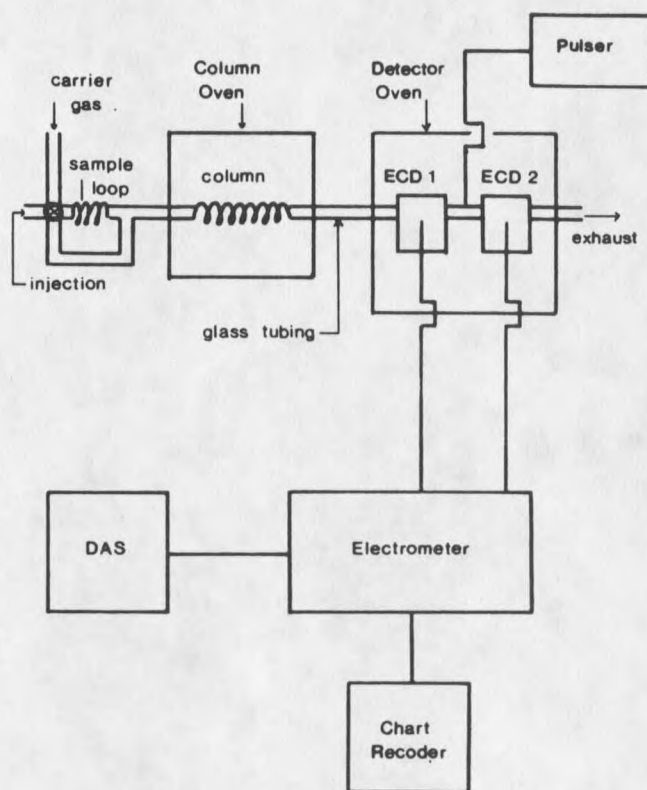 Pulser
carrier
gas
Column
Oven
Detector
Oven
sample
loop
column
ECD 1
ECD 2
exhaust
injection
glass tubing
DAS
Electrometer
Chart
Recoder